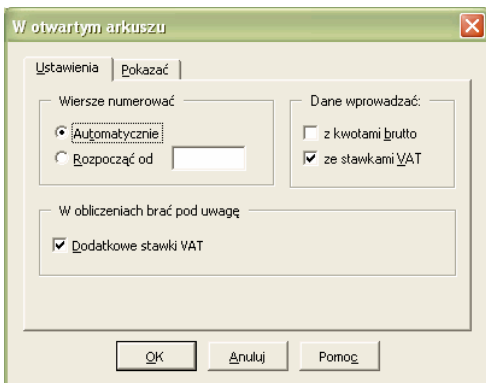 W otwartym arkuszu
Ustawienia Pokazać
Wiersze numerować
Automatycznie
Rozpocząć od
Dane wprowadzać:
z kwotami brutto
ze stawkami VAT
W obliczeniach brać pod uwagę
Dodatkowe stawki VAT
OK Anuluj Pomoc